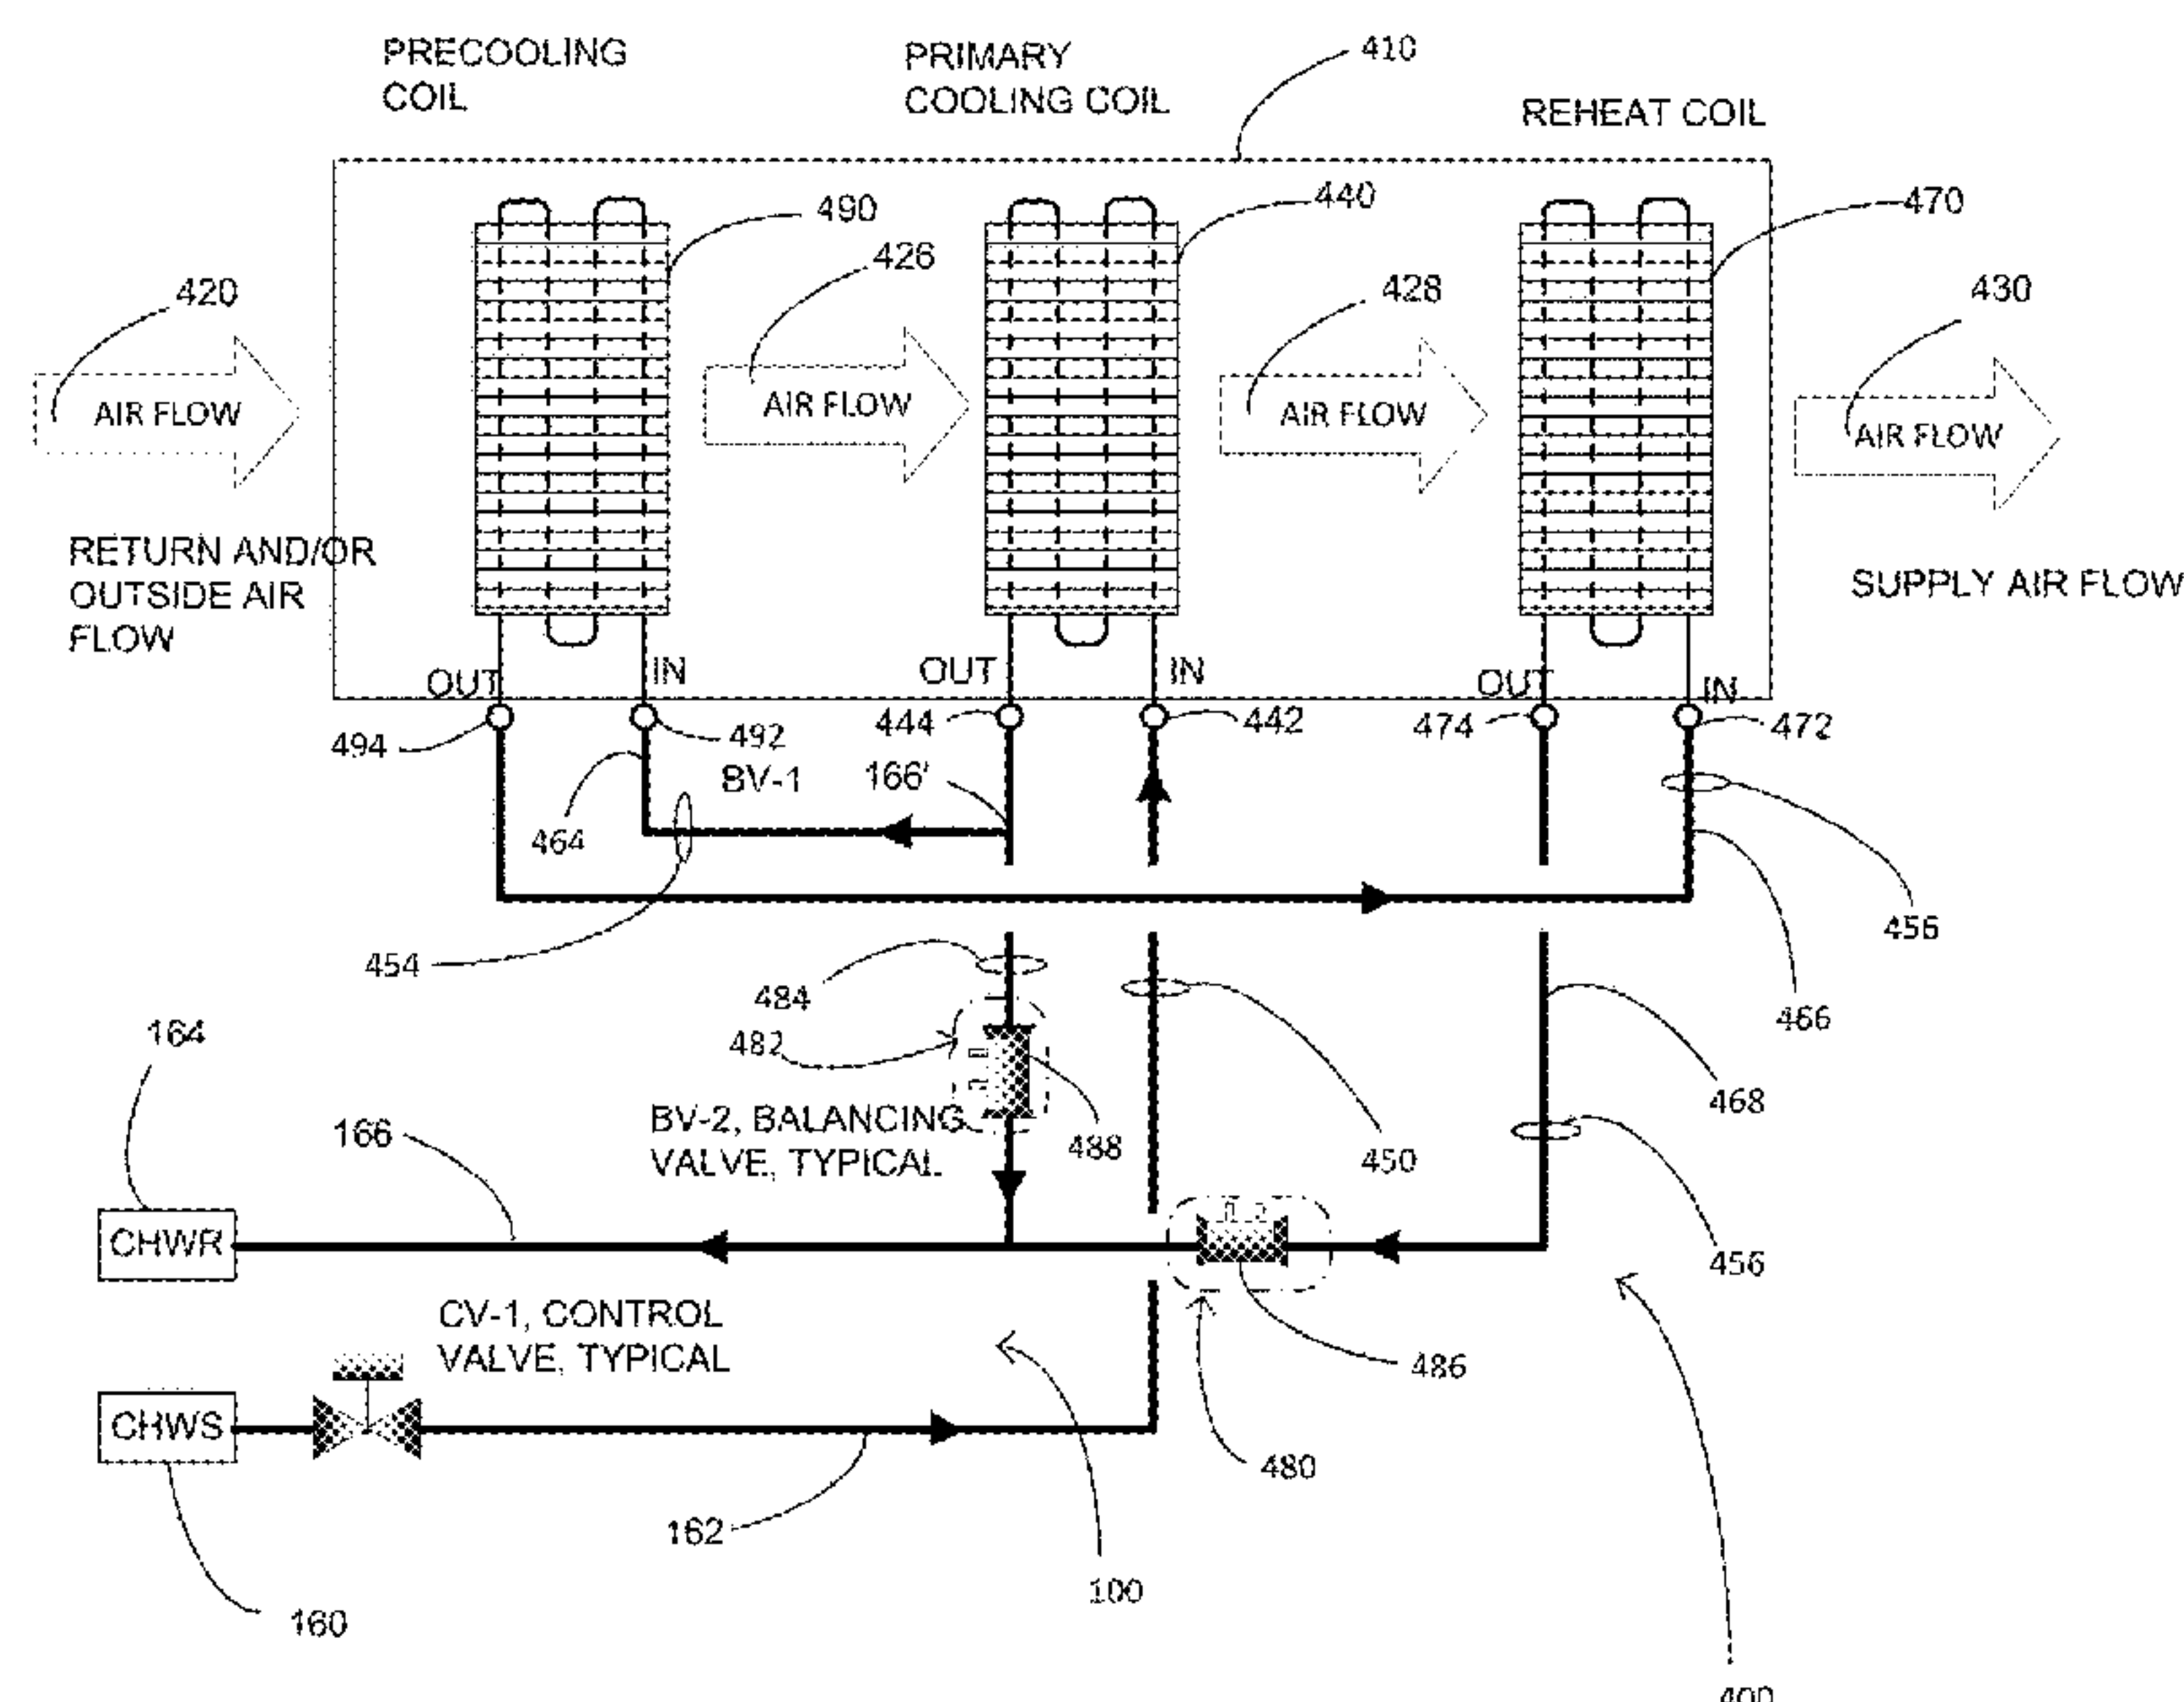 PRECOOLING
COIL
PRIMARY
COOLING COIL
410
REHEAT COIL
490
440
470
420
426
428
430
AIR FLOW
AIR FLOW
AIR FLOW
AIR FLOW
RETURN AND/OR
OUTSIDE AIR
FLOW
SUPPLY AIR FLOW
OUT
IN
OUT
IN
OUT
IN
494
492
444
442
474
472
BV-1
166'
464
454
456
484
466
482
164
468
166
BV-2, BALANCING
VALVE, TYPICAL
488
450
CHWR
456
CV-1, CONTROL
VALVE, TYPICAL
486
CHWS
480
162
100
160
400